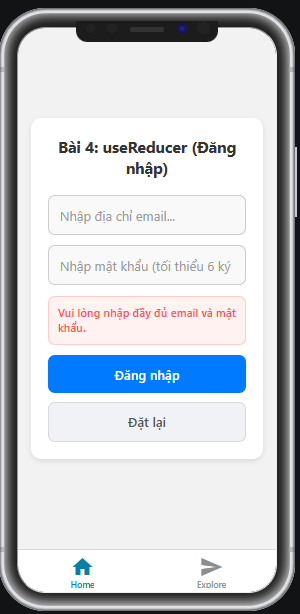 Bài 4: useReducer (Đăng
nhập)
Nhập địa chỉ email...
Nhập mật khẩu (tối thiểu 6 ký
Vui lòng nhập đầy đủ email và mật
khẩu.
Đăng nhập
Đặt lại
Home
Explore